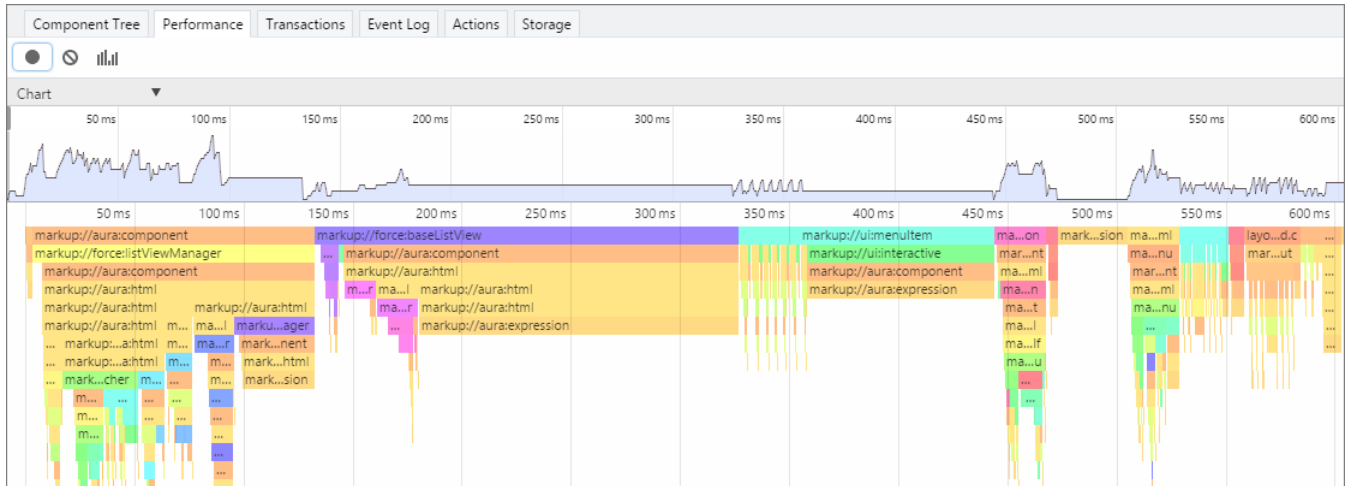 Component Tree Performance Transactions Event Log Actions Storage
Chart
50 ms 100 ms 150 ms 200 ms 250 ms 300 ms 350 ms 400 ms 450 ms 500 ms 550 ms 600 ms
50 ms 100 ms 150 ms 200 ms 250 ms 300 ms 350 ms 400 ms 450 ms 500 ms 550 ms 600 ms
markup://aura:component markup://force:baseListView markup://ui:menuItem ma...on mark...sion ma...ml layo...d.c ...
markup://force:listViewManager ... markup://aura:component markup://ui:interactive mar...nt ma...nu mar...ut ...
markup://aura:component markup://aura:html markup://aura:component ma...ml mar...nt ...
markup://aura:html m...r ma...l markup://aura:html markup://aura:expression ma...n ma...ml ...
markup://aura:html markup://aura:html ma...r markup://aura:html ma...t ma...nu ...
markup://aura:html m... ma...l marku...ager ... markup://aura:expression ma...l ... ...
... markup:...a:html m... ma...r mark...nent ma...lf ...
... markup:...a:html m... m... mark...html ma...u
... mark...cher m... ... m... mark...sion ...
m... ... ... ... ... ...
m... ... ... ...
m... ...
...
...